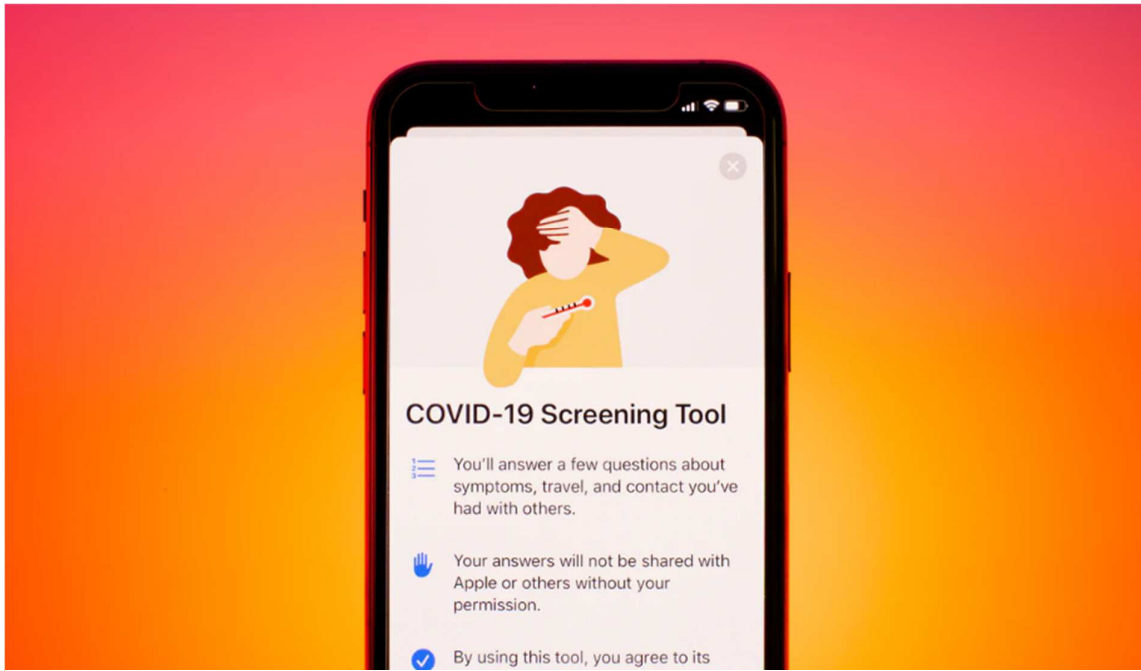 COVID-19 Screening Tool
You'll answer a few questions about
symptoms, travel, and contact you've
had with others.
Your answers will not be shared with
Apple or others without your
permission.
By using this tool, you agree to its